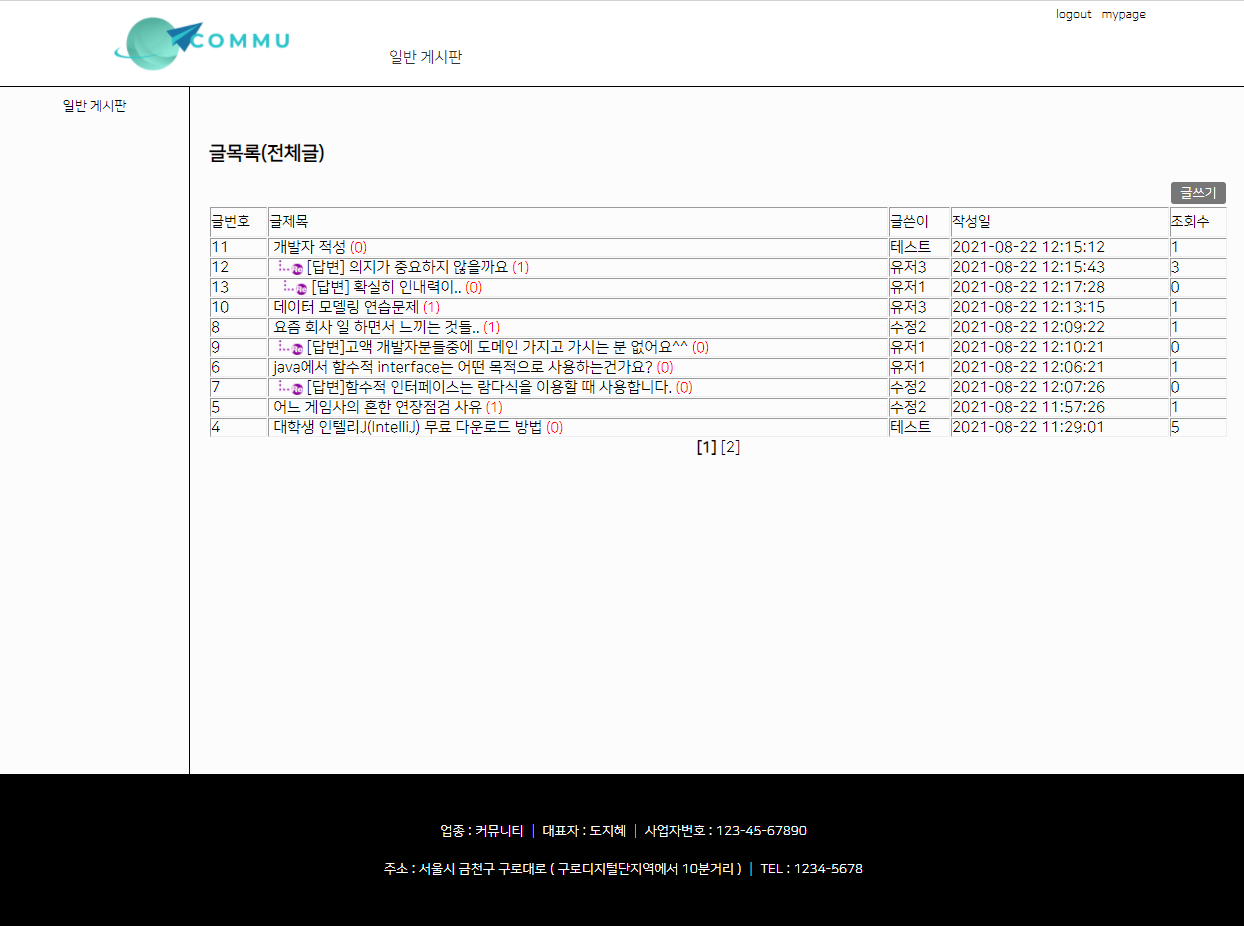 logout mypage
COMMU
일반 게시판
일반 게시판
글목록(전체글)
글쓰기
글번호 글제목 글쓴이 작성일 조회수
11 개발자 적성 (0) 테스트 2021-08-22 12:15:12 1
12 Re [답변] 의지가 중요하지 않을까요 (1) 유저3 2021-08-22 12:15:43 3
13 Re [답변] 확실히 인내력이.. (0) 유저1 2021-08-22 12:17:28 0
10 데이터 모델링 연습문제 (1) 유저3 2021-08-22 12:13:15 1
8 요즘 회사 일 하면서 느끼는 것들.. (1) 수정2 2021-08-22 12:09:22 1
9 Re [답변]고액 개발자분들중에 도메인 가지고 가시는 분 없어요^^ (0) 유저1 2021-08-22 12:10:21 0
6 java에서 함수적 interface는 어떤 목적으로 사용하는건가요? (0) 유저1 2021-08-22 12:06:21 1
7 Re [답변]함수적 인터페이스는 람다식을 이용할 때 사용합니다. (0) 수정2 2021-08-22 12:07:26 0
5 어느 게임사의 흔한 연장점검 사유 (1) 수정2 2021-08-22 11:57:26 1
4 대학생 인텔리J(IntelliJ) 무료 다운로드 방법 (0) 테스트 2021-08-22 11:29:01 5
[1] [2]
업종 : 커뮤니티 | 대표자 : 도지혜 | 사업자번호 : 123-45-67890
주소 : 서울시 금천구 구로대로 ( 구로디지털단지역에서 10분거리 ) | TEL : 1234-5678